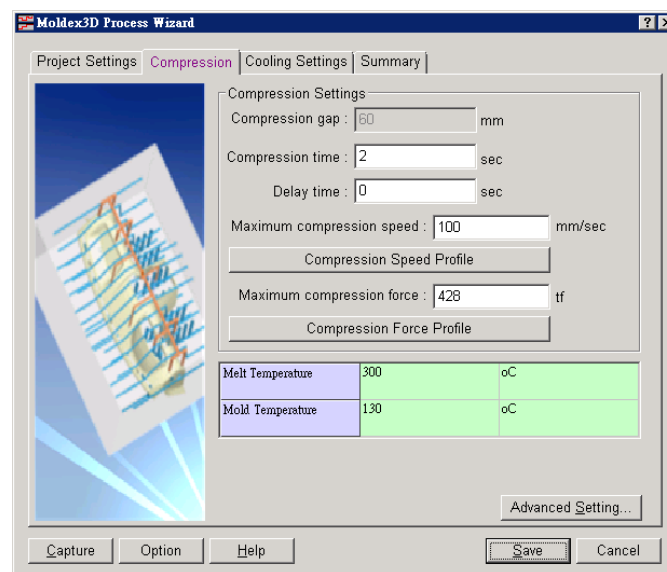 Moldex3D Process Wizard
Project Settings Compression Cooling Settings Summary
Compression Settings
Compression gap : 60 mm
Compression time : 2 sec
Delay time : 0 sec
Maximum compression speed : 100 mm/sec
Compression Speed Profile
Maximum compression force : 428 tf
Compression Force Profile
Melt Temperature 300 oC
Mold Temperature 130 oC
Advanced Setting...
Capture Option Help Save Cancel